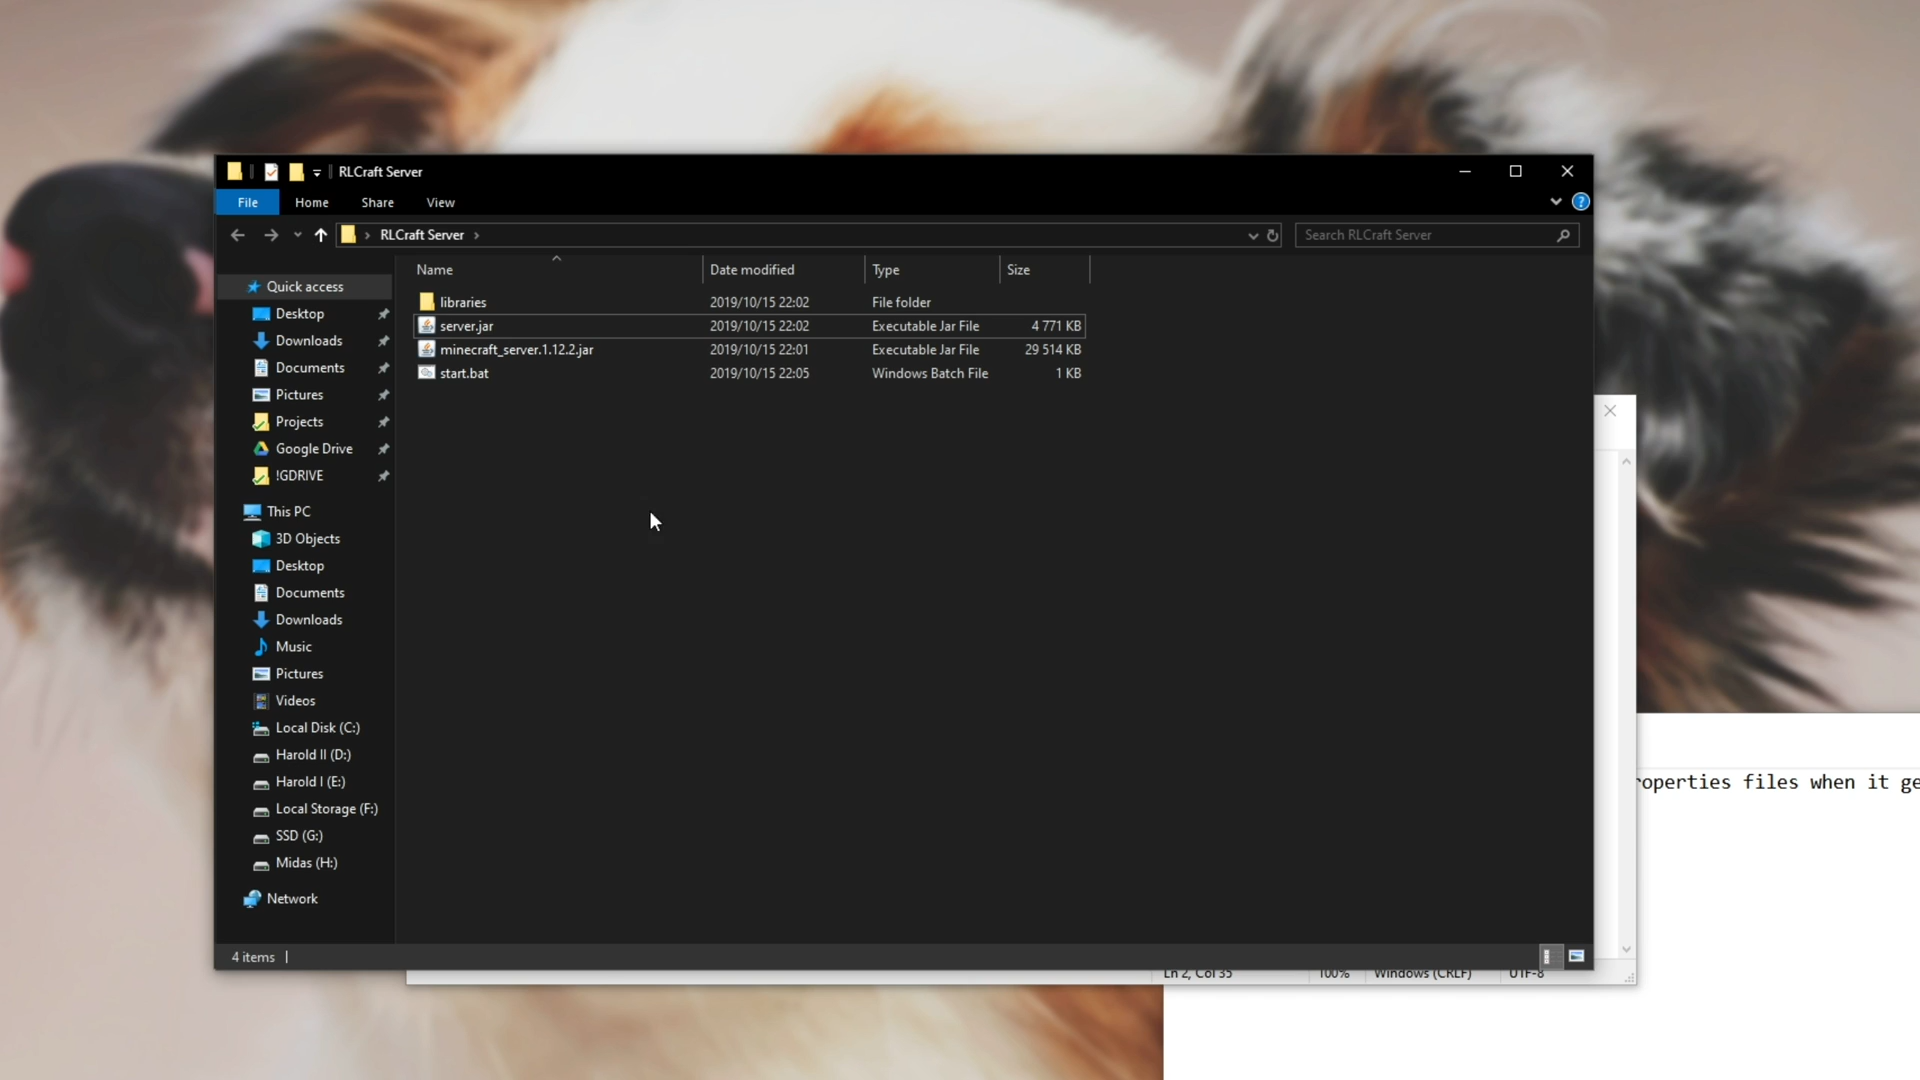 RLCraft Server
File Home Share View
RLCraft Server
Search RLCraft Server
Name Date modified Type Size
libraries 2019/10/15 22:02 File folder
server.jar 2019/10/15 22:02 Executable Jar File 4 771 KB
minecraft_server.1.12.2.jar 2019/10/15 22:01 Executable Jar File 29 514 KB
start.bat 2019/10/15 22:05 Windows Batch File 1 KB
Quick access
Desktop
Downloads
Documents
Pictures
Projects
Google Drive
!GDRIVE
This PC
3D Objects
Desktop
Documents
Downloads
Music
Pictures
Videos
Local Disk (C:)
Harold II (D:)
Harold I (E:)
Local Storage (F:)
SSD (G:)
Midas (H:)
Network
4 items
roperties files when it ge
Ln 2, Col 35 100% Windows (CRLF) UTF-8